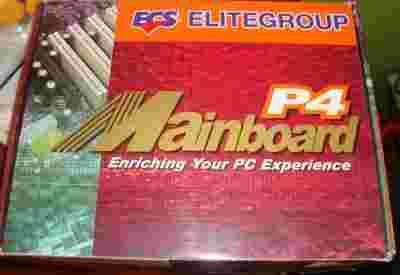 ECS ELITEGROUP
P4
Mainboard
Enriching Your PC Experience